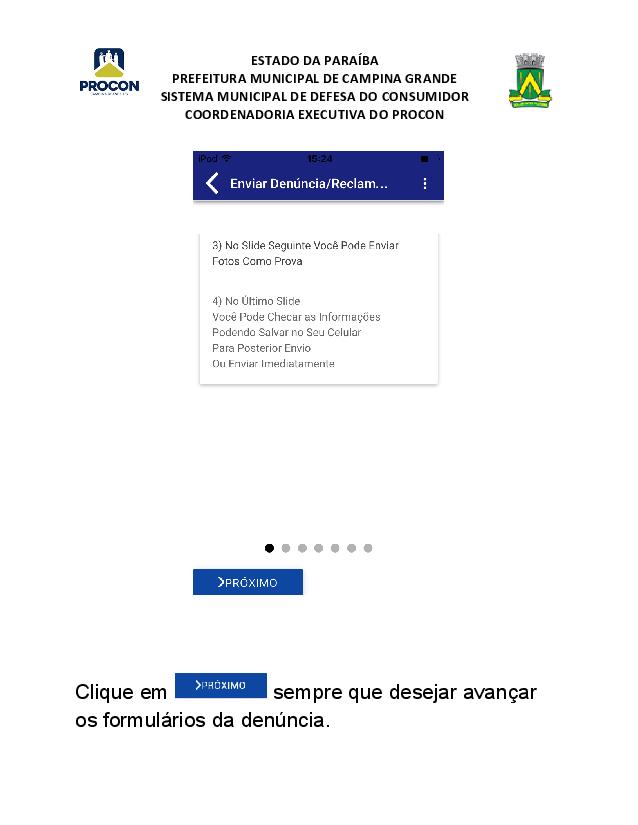 PROCON
ESTADO DA PARAÍBA
PREFEITURA MUNICIPAL DE CAMPINA GRANDE
SISTEMA MUNICIPAL DE DEFESA DO CONSUMIDOR
COORDENADORIA EXECUTIVA DO PROCON
iPod 15:24
Enviar Denúncia/Reclam...
3) No Slide Seguinte Você Pode Enviar
Fotos Como Prova
4) No Último Slide
Você Pode Checar as Informações
Podendo Salvar no Seu Celular
Para Posterior Envio
Ou Enviar Imediatamente
PRÓXIMO
Clique em PRÓXIMO sempre que desejar avançar
os formulários da denúncia.